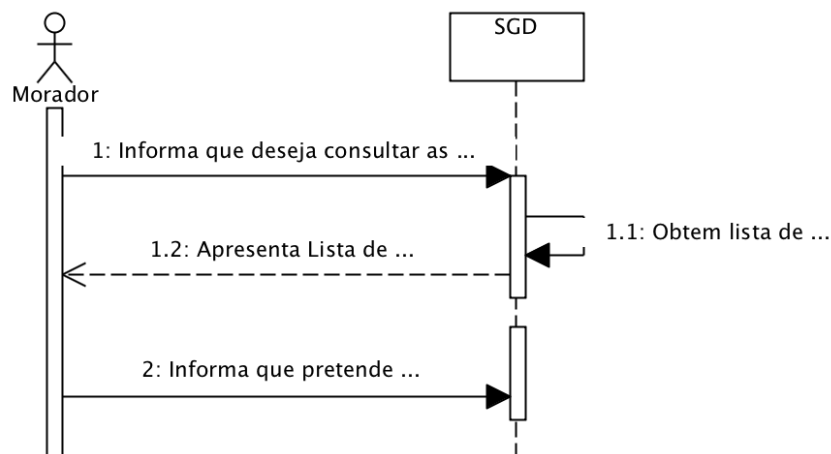 SGD
Morador
1: Informa que deseja consultar as ...
1.1: Obtem lista de ...
1.2: Apresenta Lista de ...
2: Informa que pretende ...